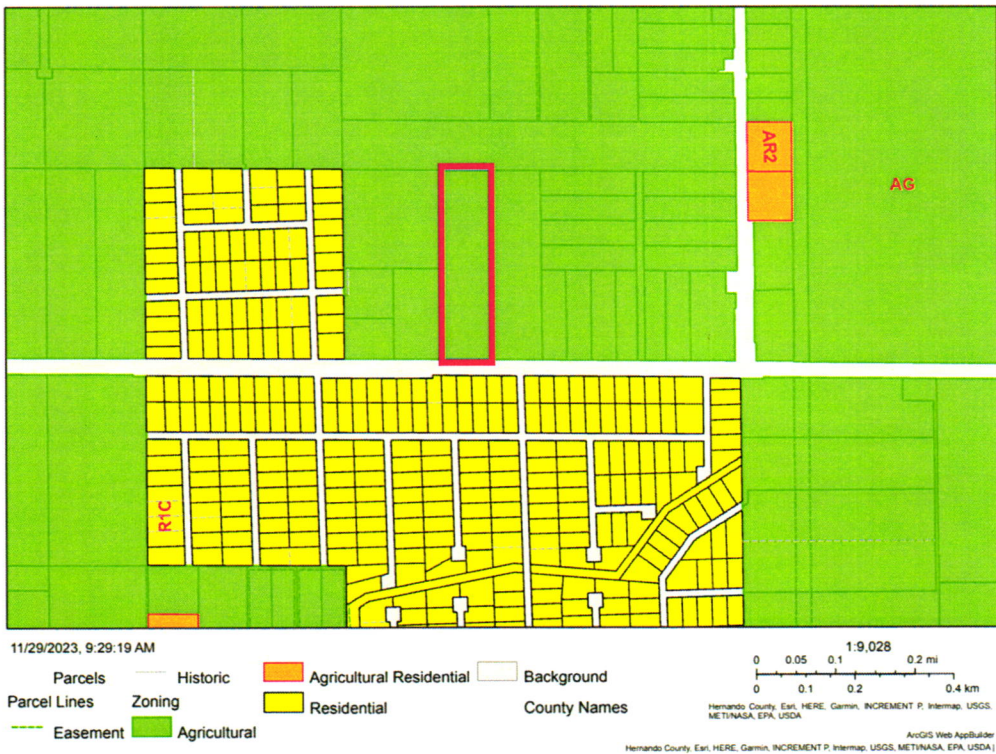 AR2
AG
R1C
11/29/2023, 9:29:19 AM
Parcels
Parcel Lines
Easement
Historic
Zoning
Agricultural
Agricultural Residential
Residential
Background
County Names
1:9,028
0 0.05 0.1 0.2 mi
0 0.1 0.2 0.4 km
Hernando County, Esri, HERE, Garmin, INCREMENT P, Intermap, USGS,
METI/NASA, EPA, USDA
ArcGIS Web AppBuilder
Hernando County, Esri, HERE, Garmin, INCREMENT P, Intermap, USGS, METI/NASA, EPA, USDA |